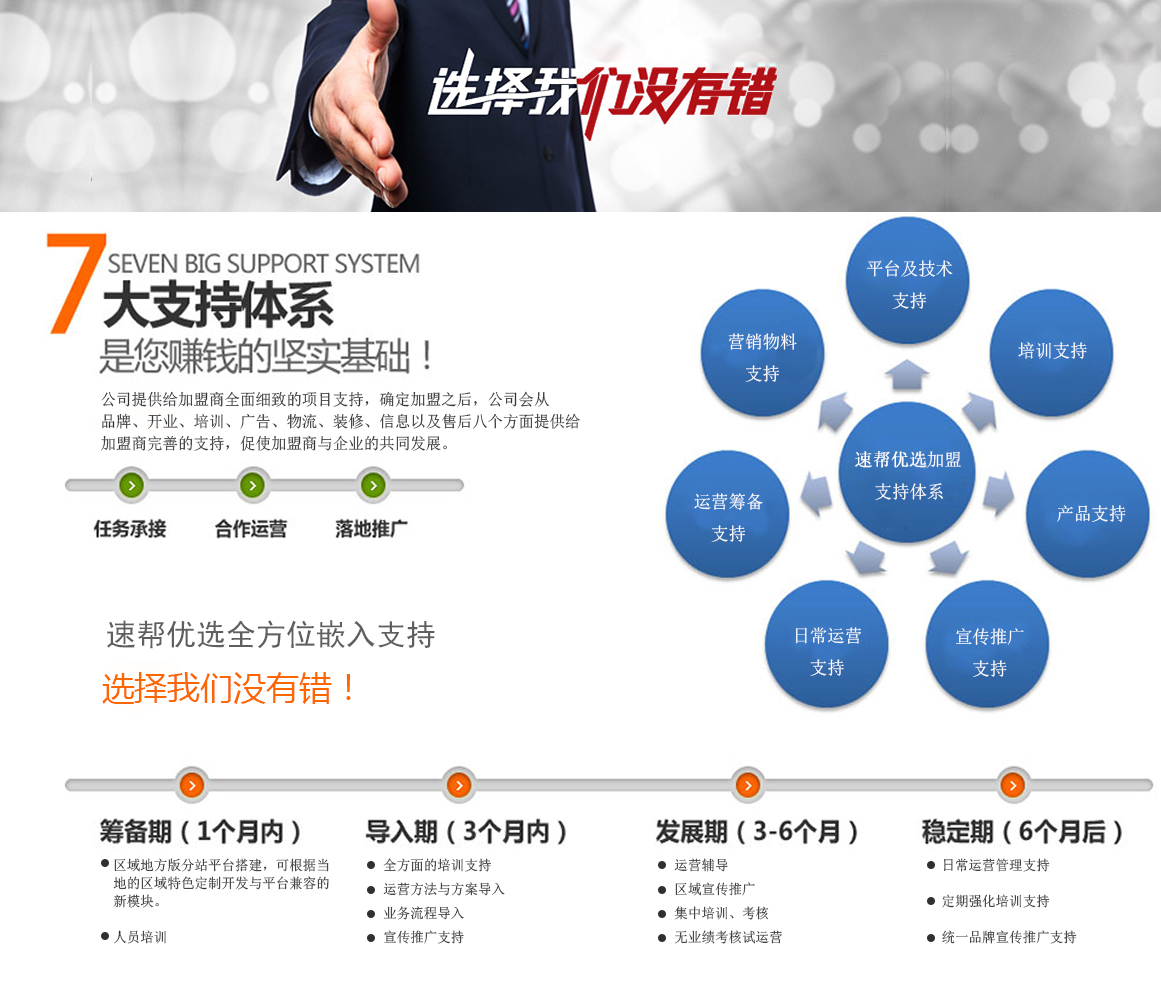 选择我们没有错
7
SEVEN BIG SUPPORT SYSTEM
大支持体系
是您赚钱的坚实基础！
公司提供给加盟商全面细致的项目支持，确定加盟之后，公司会从
品牌、开业、培训、广告、物流、装修、信息以及售后八个方面提供给
加盟商完善的支持，促使加盟商与企业的共同发展。
任务承接
合作运营
落地推广
速帮优选全方位嵌入支持
选择我们没有错！
平台及技术
支持
营销物料
支持
培训支持
速帮优选加盟
支持体系
运营筹备
支持
产品支持
日常运营
支持
宣传推广
支持
筹备期（1个月内）
● 区域地方版分站平台搭建，可根据当
地的区域特色定制开发与平台兼容的
新模块。
● 人员培训
导入期（3个月内）
● 全方面的培训支持
● 运营方法与方案导入
● 业务流程导入
● 宣传推广支持
发展期（3-6个月）
● 运营辅导
● 区域宣传推广
● 集中培训、考核
● 无业绩考核试运营
稳定期（6个月后）
● 日常运营管理支持
● 定期强化培训支持
● 统一品牌宣传推广支持